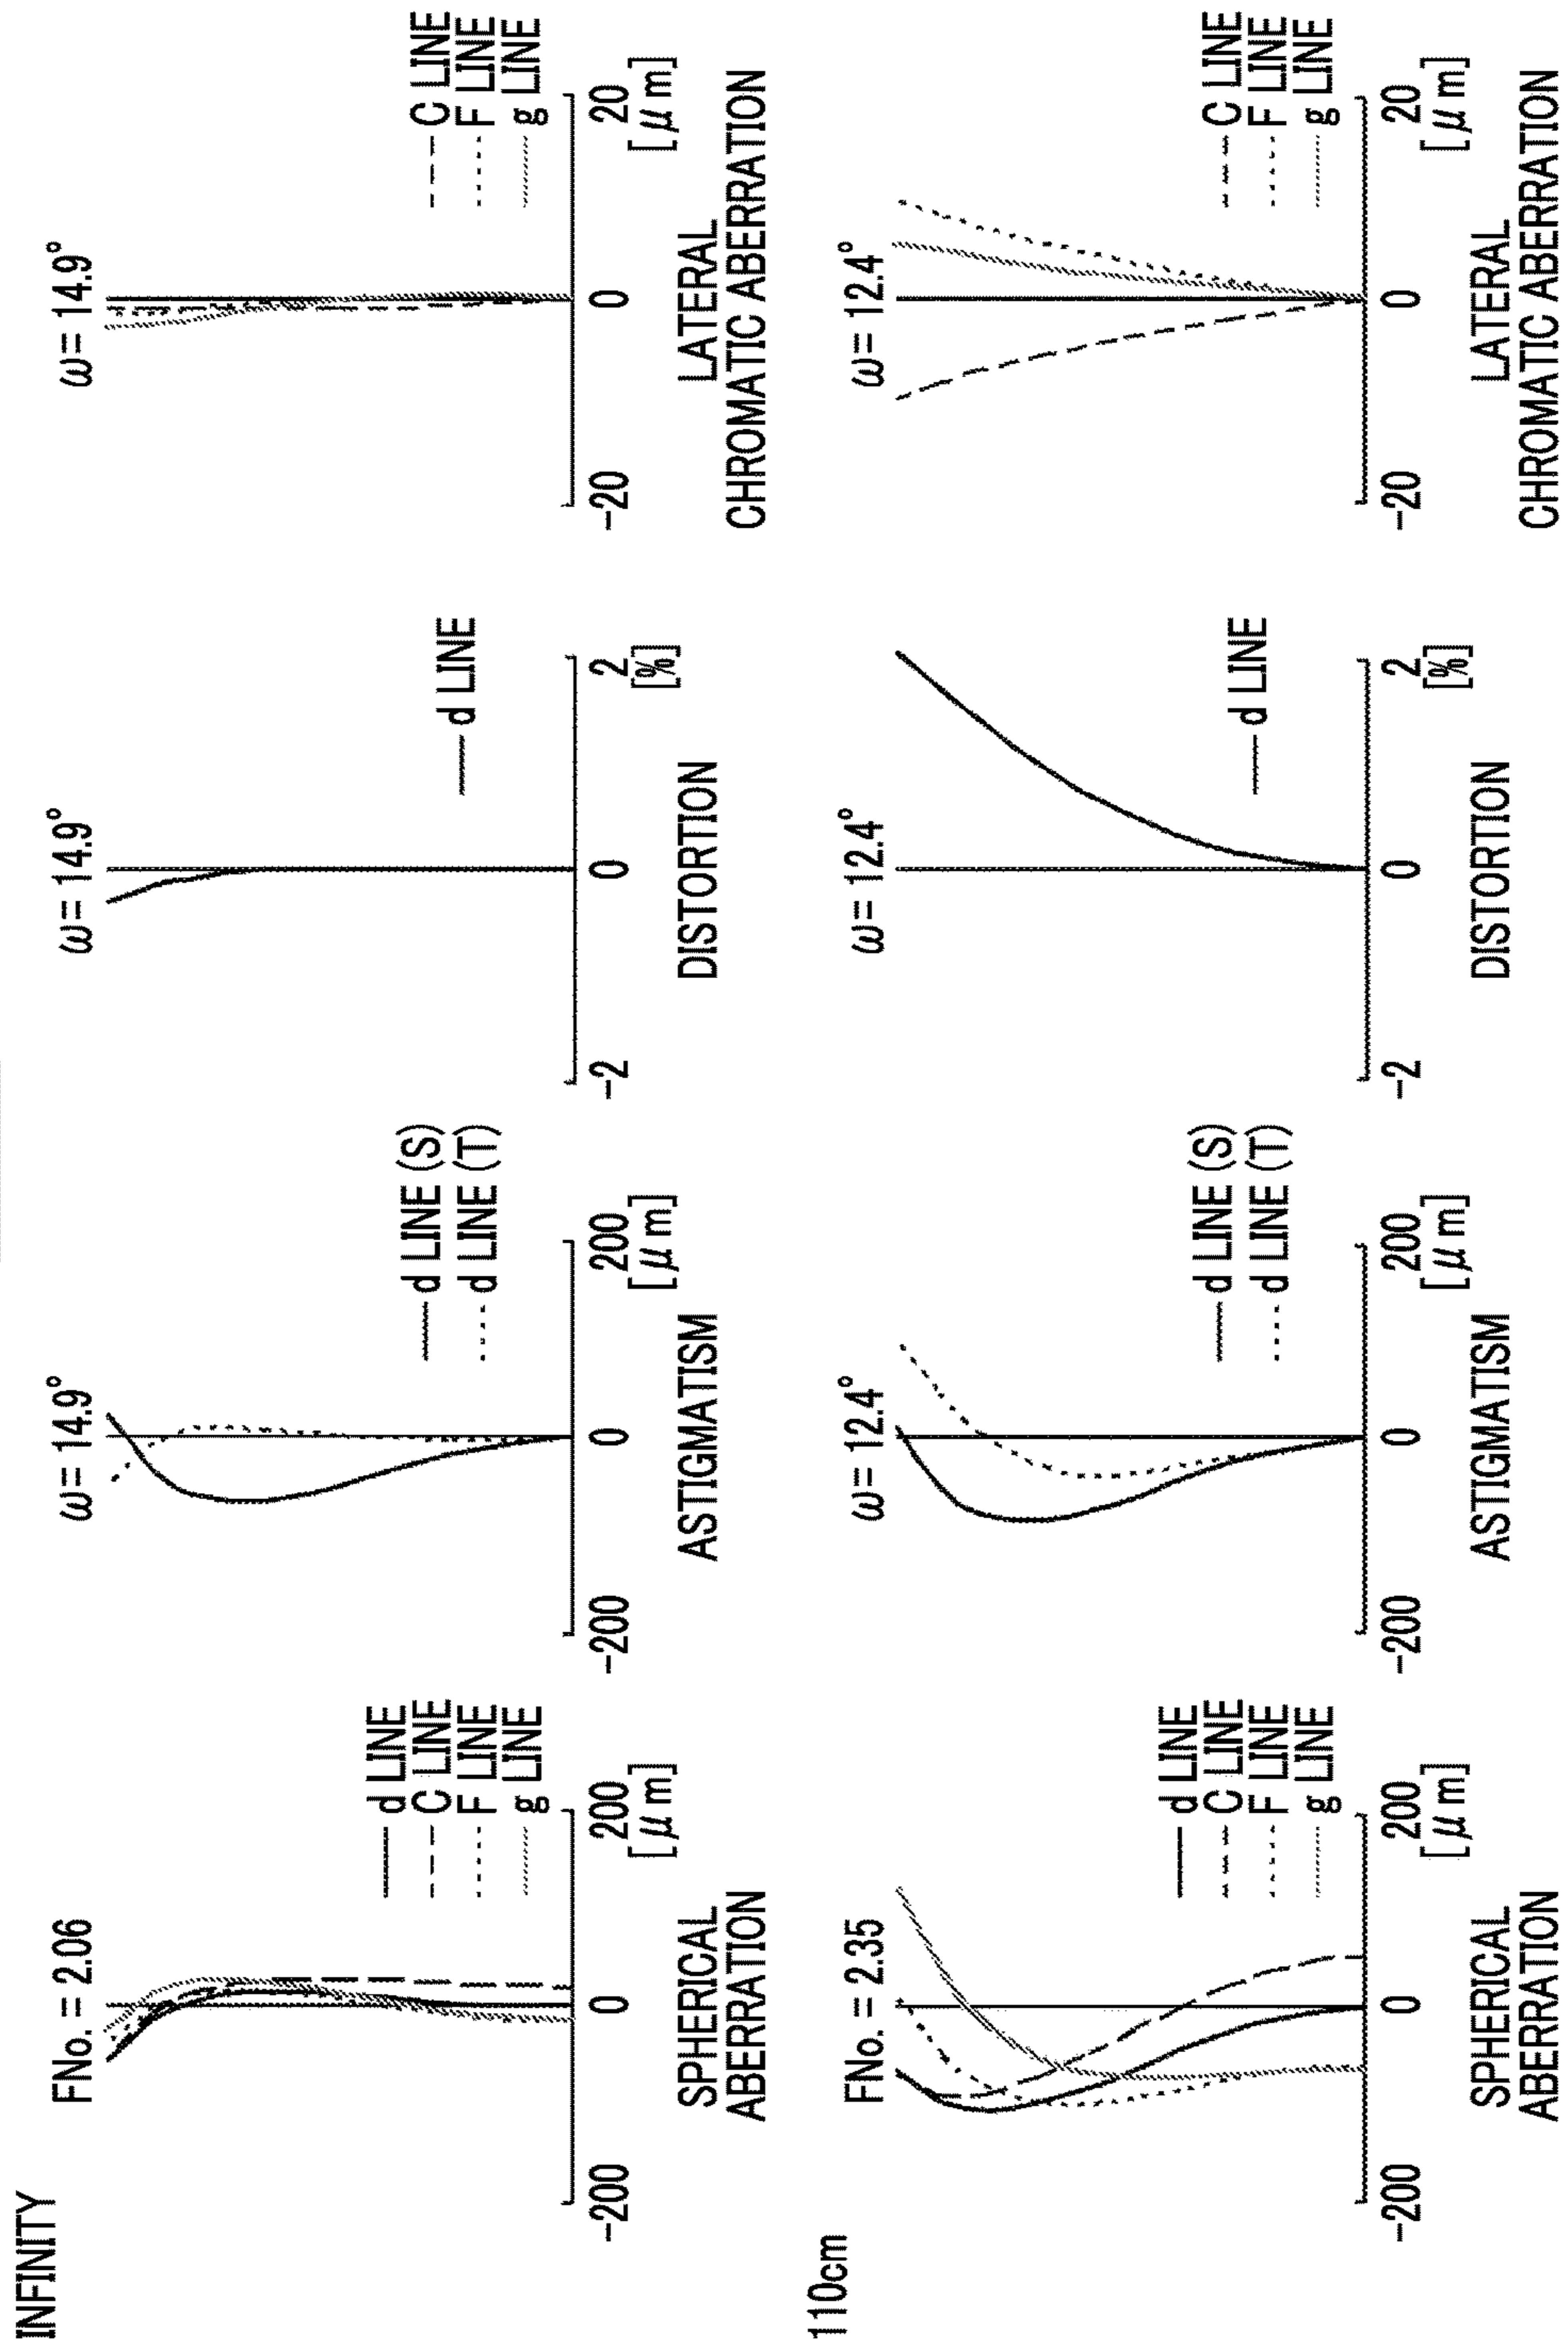 INFINITY
FNo. = 2.06
d LINE
C LINE
F LINE
g LINE
-200
0
200
[μm]
SPHERICAL
ABERRATION
ω= 14.9°
d LINE (S)
d LINE (T)
-200
0
200
[μm]
ASTIGMATISM
ω= 14.9°
d LINE
-2
0
2
[%]
DISTORTION
ω= 14.9°
C LINE
F LINE
g LINE
-20
0
20
[μm]
LATERAL
CHROMATIC ABERRATION
110cm
FNo. = 2.35
d LINE
C LINE
F LINE
g LINE
-200
0
200
[μm]
SPHERICAL
ABERRATION
ω= 12.4°
d LINE (S)
d LINE (T)
-200
0
200
[μm]
ASTIGMATISM
ω= 12.4°
d LINE
-2
0
2
[%]
DISTORTION
ω= 12.4°
C LINE
F LINE
g LINE
-20
0
20
[μm]
LATERAL
CHROMATIC ABERRATION